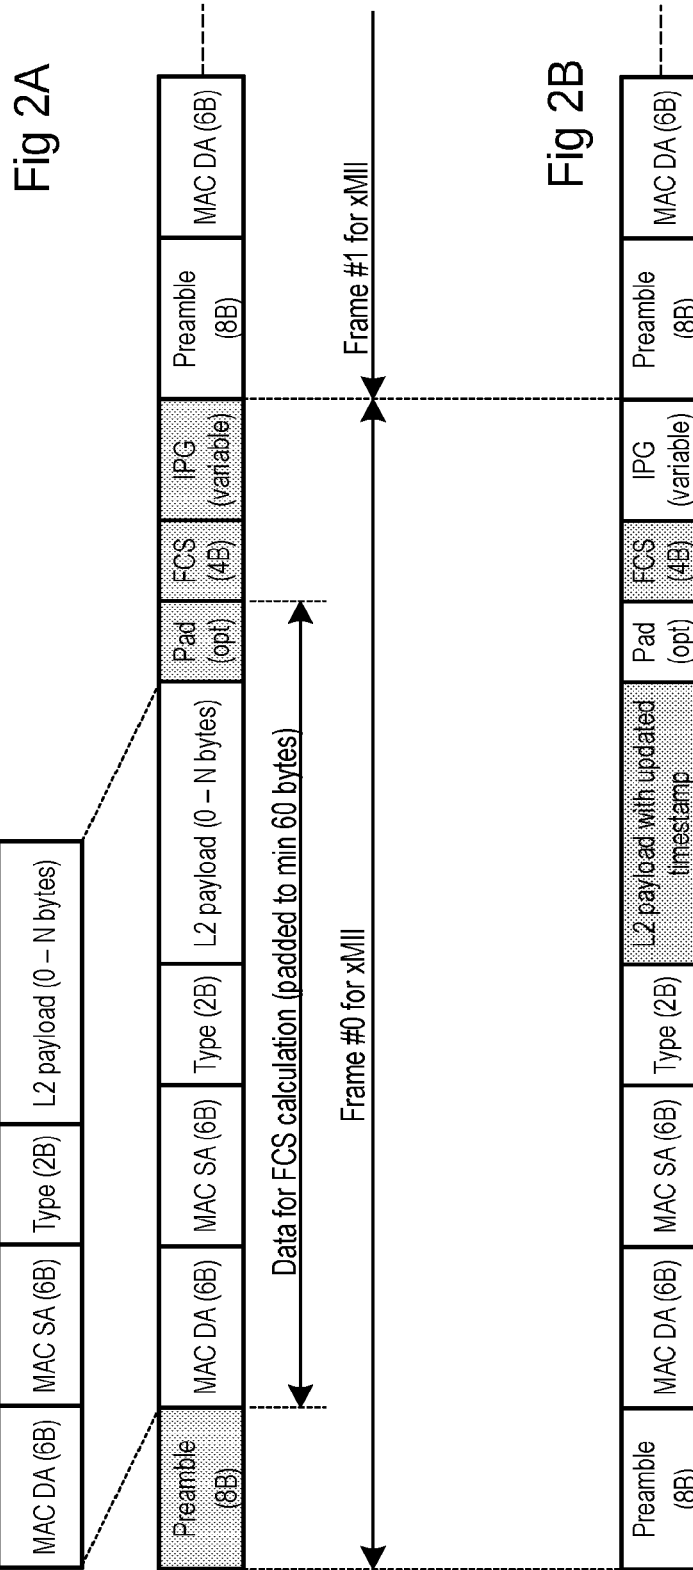 Fig 2A
MAC DA (6B)
MAC SA (6B)
Type (2B)
L2 payload (0 – N bytes)
Preamble
(8B)
MAC DA (6B)
MAC SA (6B)
Type (2B)
L2 payload (0 – N bytes)
Pad
(opt)
FCS
(4B)
IPG
(variable)
Preamble
(8B)
MAC DA (6B)
Data for FCS calculation (padded to min 60 bytes)
Frame #0 for xMII
Frame #1 for xMII
Fig 2B
Preamble
(8B)
MAC DA (6B)
MAC SA (6B)
Type (2B)
L2 payload with updated
timestamp
Pad
(opt)
FCS
(4B)
IPG
(variable)
Preamble
(8B)
MAC DA (6B)